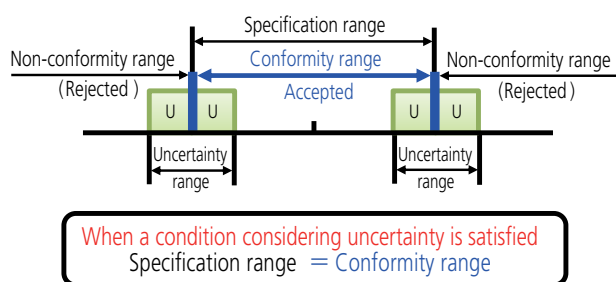 Specification range
Non-conformity range
Conformity range
Non-conformity range
(Rejected)
Accepted
(Rejected)
U U
U U
Uncertainty
range
Uncertainty
range
When a condition considering uncertainty is satisfied
Specification range = Conformity range